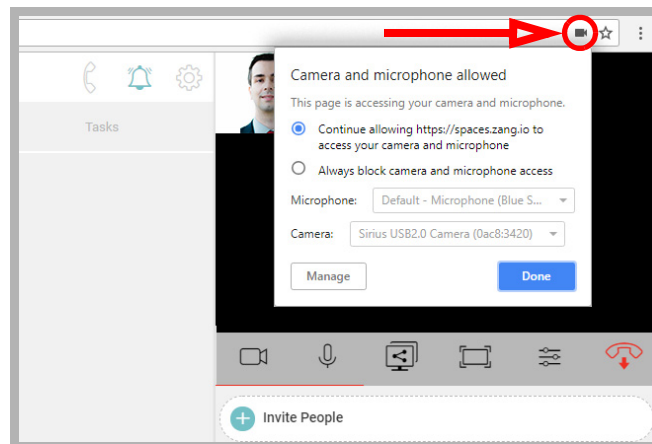 Camera and microphone allowed
This page is accessing your camera and microphone.
Continue allowing https://spaces.zang.io to
access your camera and microphone
Always block camera and microphone access
Microphone: Default - Microphone (Blue S...
Camera: Sirius USB2.0 Camera (0ac8:3420)
Manage Done
Tasks
Invite People